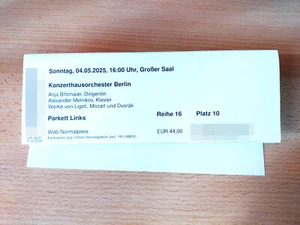 Sonntag, 04.05.2025, 16:00 Uhr, Großer Saal
Konzerthausorchester Berlin
Anja Bihlmaier, Dirigentin
Alexander Melnikov, Klavier
Werke von Ligeti, Mozart und Dvorák
Parkett Links Reihe 16 Platz 10
Web Normalpreis EUR 44,00